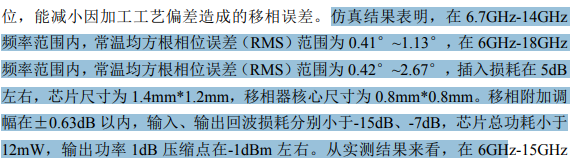 位，能减小因加工工艺偏差造成的移相误差。仿真结果表明，在 6.7GHz-14GHz
频率范围内，常温均方根相位误差（RMS）范围为 0.41°~1.13°，在 6GHz-18GHz
频率范围内，常温均方根相位误差（RMS）范围为 0.42°~2.67°，插入损耗在 5dB
左右，芯片尺寸为 1.4mm*1.2mm，移相器核心尺寸为 0.8mm*0.8mm。移相附加调
幅在±0.63dB 以内，输入、输出回波损耗分别小于-15dB、-7dB，芯片总功耗小于
12mW，输出功率 1dB 压缩点在-1dBm 左右。从实测结果来看，在 6GHz-15GHz